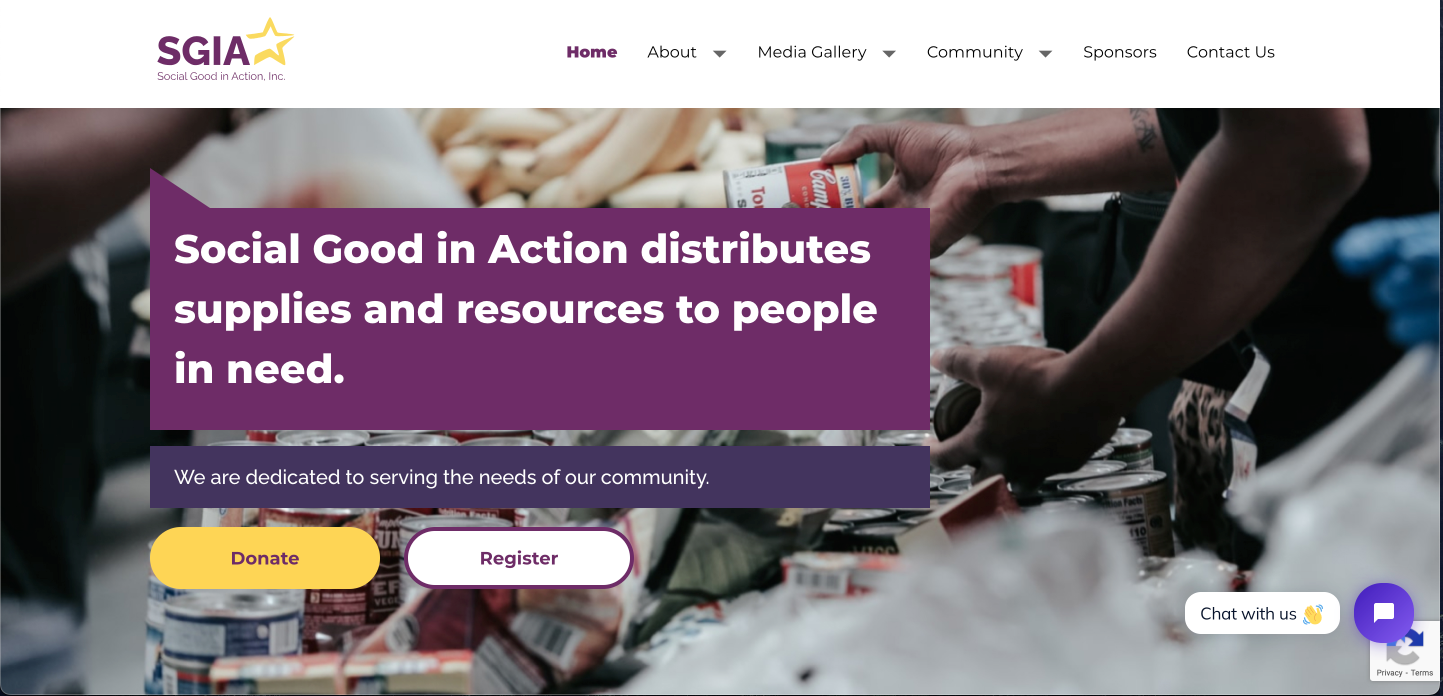 SGIA
Social Good in Action, Inc.
Home
About
Media Gallery
Community
Sponsors
Contact Us
Social Good in Action distributes
supplies and resources to people
in need.
We are dedicated to serving the needs of our community.
Donate
Register
Chat with us 👋
Privacy - Terms